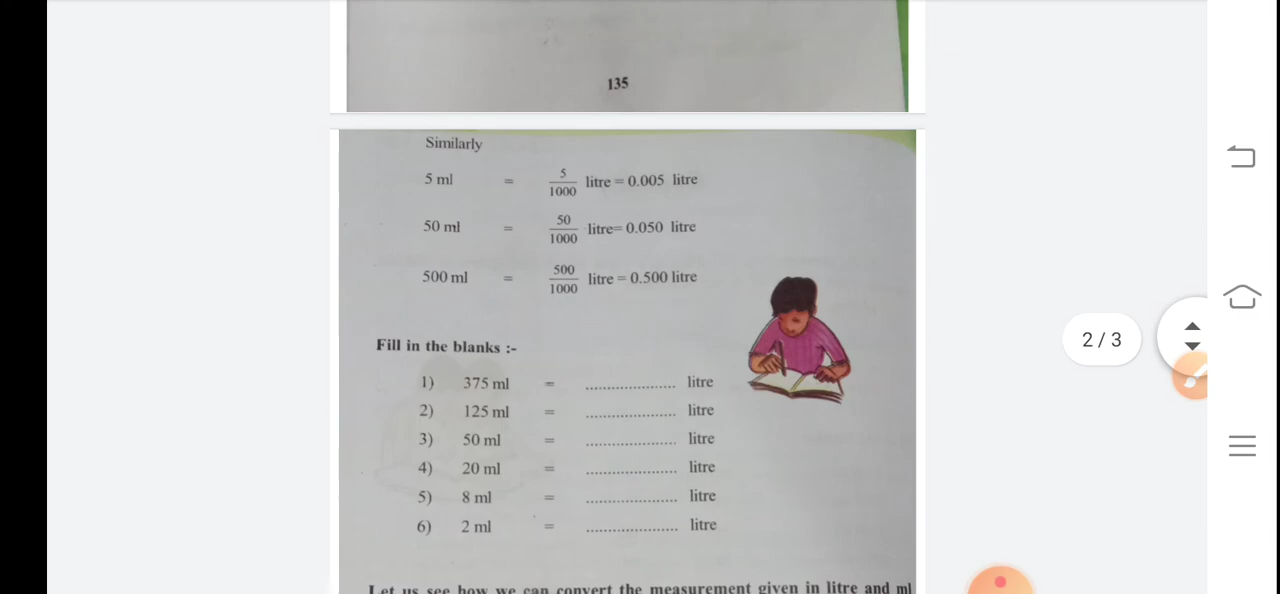 135
Similarly
5 ml = 5/1000 litre = 0.005 litre
50 ml = 50/1000 litre= 0.050 litre
500 ml = 500/1000 litre = 0.500 litre
Fill in the blanks :-
1) 375 ml = .................... litre
2) 125 ml = .................... litre
3) 50 ml = .................... litre
4) 20 ml = .................... litre
5) 8 ml = .................... litre
6) 2 ml = .................... litre
Let us see how we can convert the measurement given in litre and ml
2 / 3